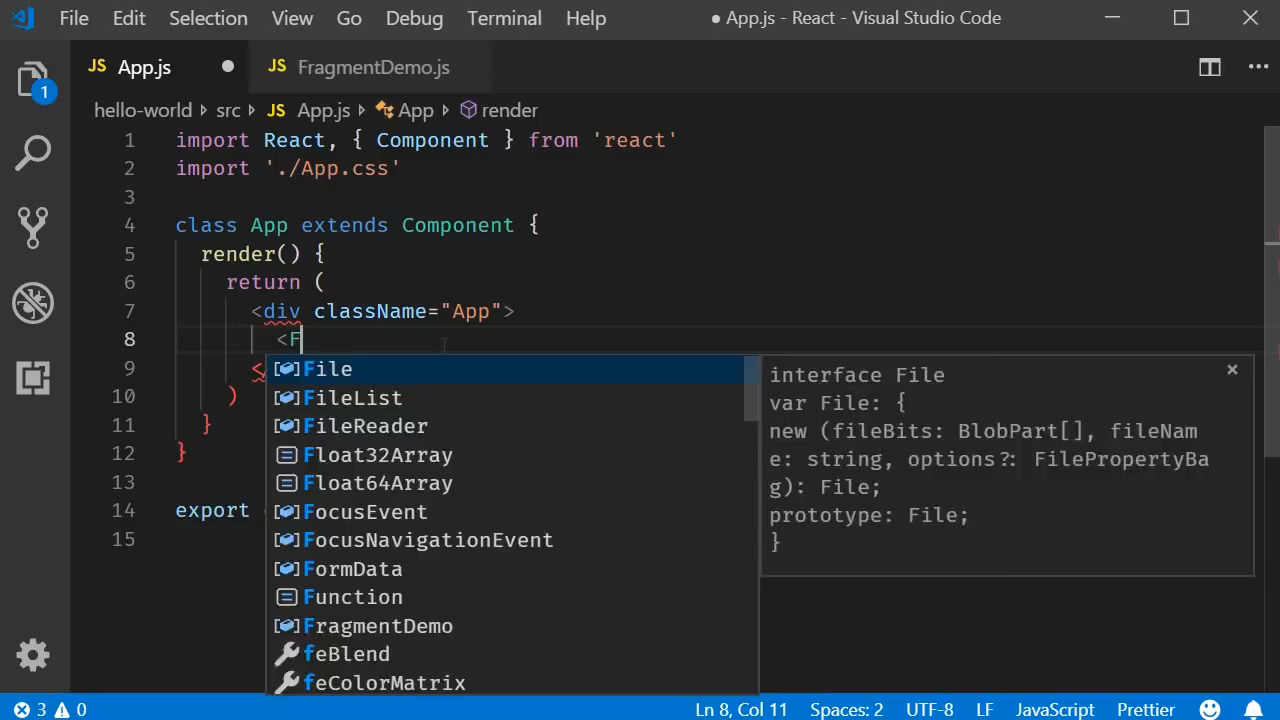 File Edit Selection View Go Debug Terminal Help ● App.js - React - Visual Studio Code
JS App.js JS FragmentDemo.js
1
hello-world > src > JS App.js > App > render
1 import React, { Component } from 'react'
2 import './App.css'
3
4 class App extends Component {
5 render() {
6 return (
7 <div className="App">
8 <F
9 <
10 )
11 }
12 }
13
14 export
15
File
FileList
FileReader
Float32Array
Float64Array
FocusEvent
FocusNavigationEvent
FormData
Function
FragmentDemo
feBlend
feColorMatrix
interface File
var File: {
new (fileBits: BlobPart[], fileNam
e: string, options?: FilePropertyBa
g): File;
prototype: File;
}
3 0 Ln 8, Col 11 Spaces: 2 UTF-8 LF JavaScript Prettier